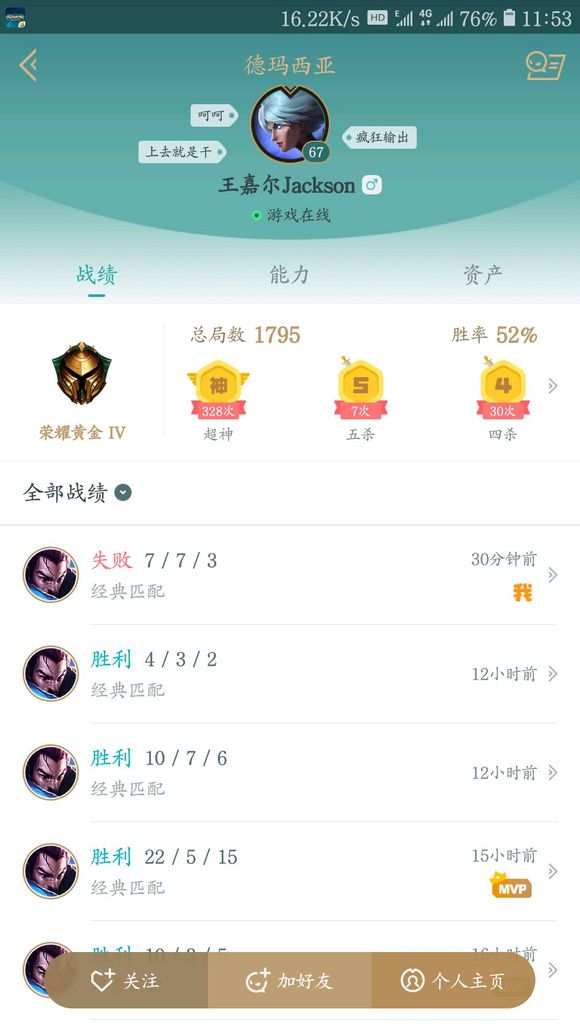 16.22K/s HD E 4G 76% 11:53
德玛西亚
呵呵
疯狂输出
上去就是干
67
王嘉尔Jackson
游戏在线
战绩 能力 资产
总局数 1795 胜率 52%
神 5 4
328次 7次 30次
荣耀黄金 IV 超神 五杀 四杀
全部战绩
失败 7 / 7 / 3 30分钟前
经典匹配 我
胜利 4 / 3 / 2 12小时前
经典匹配
胜利 10 / 7 / 6 12小时前
经典匹配
胜利 22 / 5 / 15 15小时前
经典匹配 MVP
胜利 10 / 3 / 5 16小时前
MVP
关注 加好友 个人主页